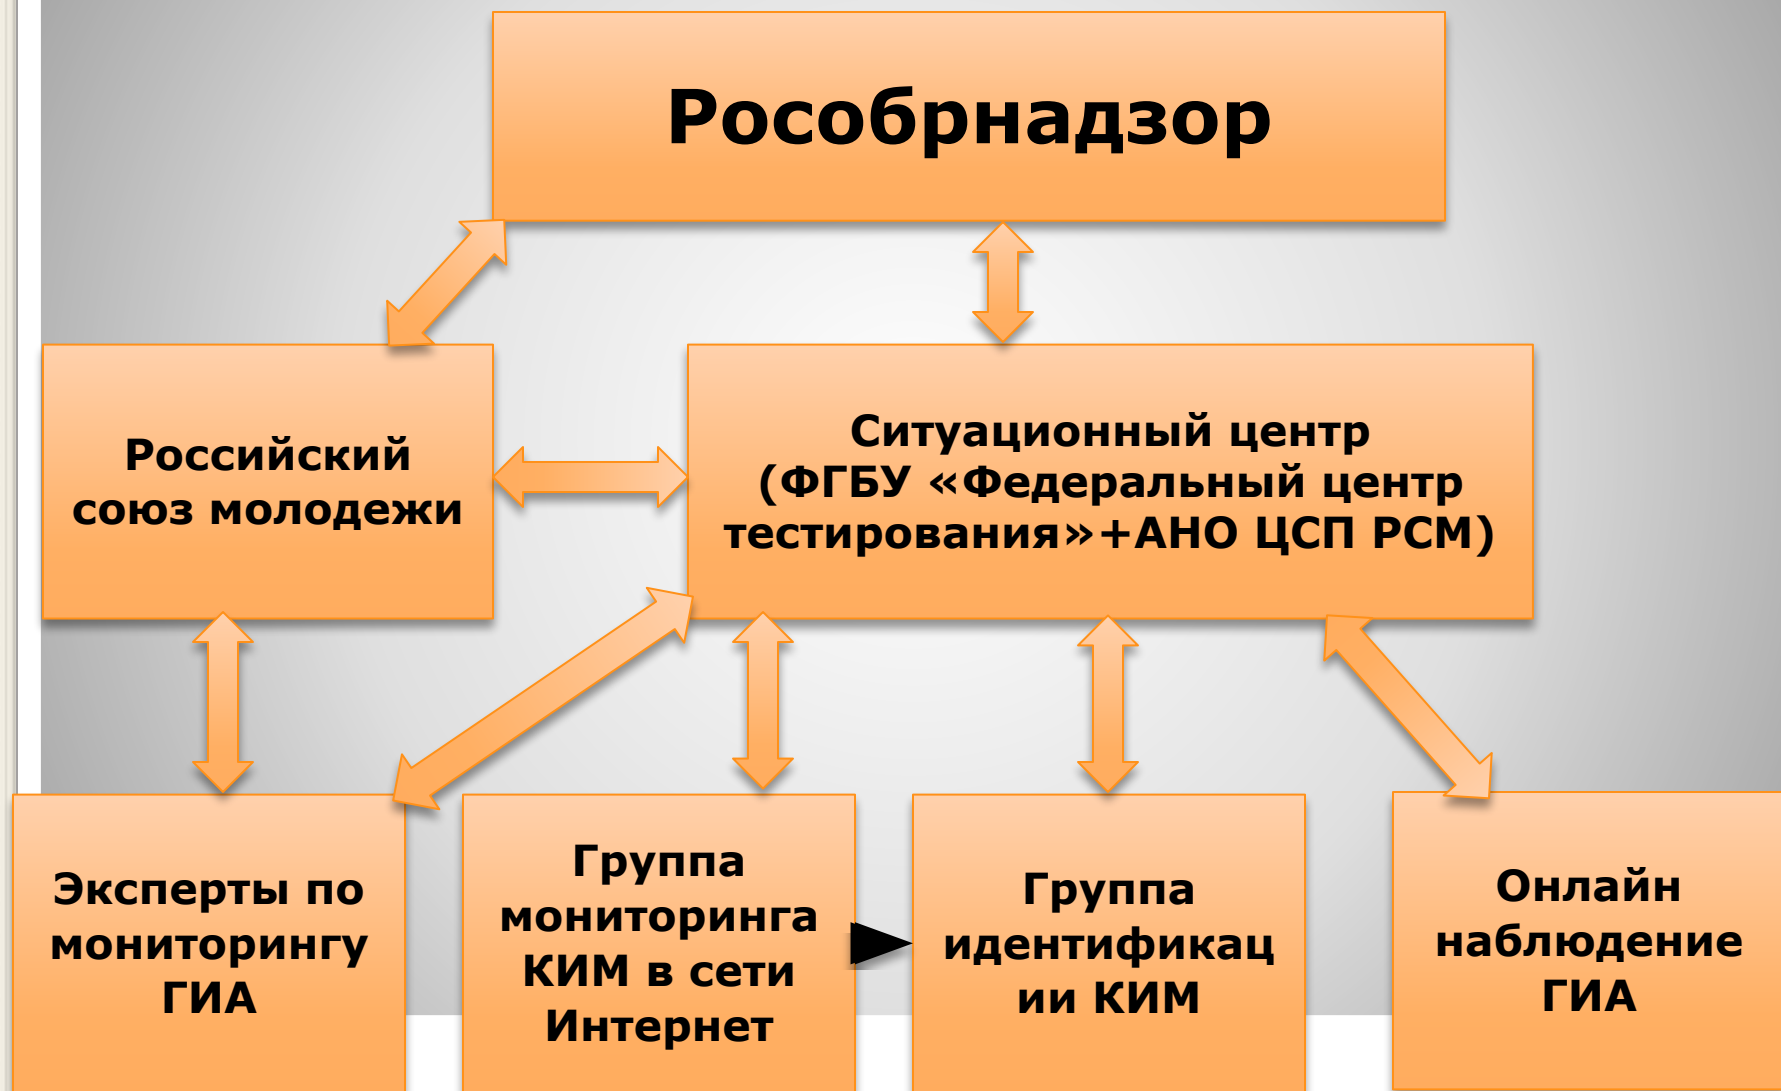 Рособрнадзор
Российский
союз молодежи
Ситуационный центр
(ФГБУ «Федеральный центр
тестирования»+АНО ЦСП РСМ)
Эксперты по
мониторингу
ГИА
Группа
мониторинга
КИМ в сети
Интернет
Группа
идентификац
ии КИМ
Онлайн
наблюдение
ГИА